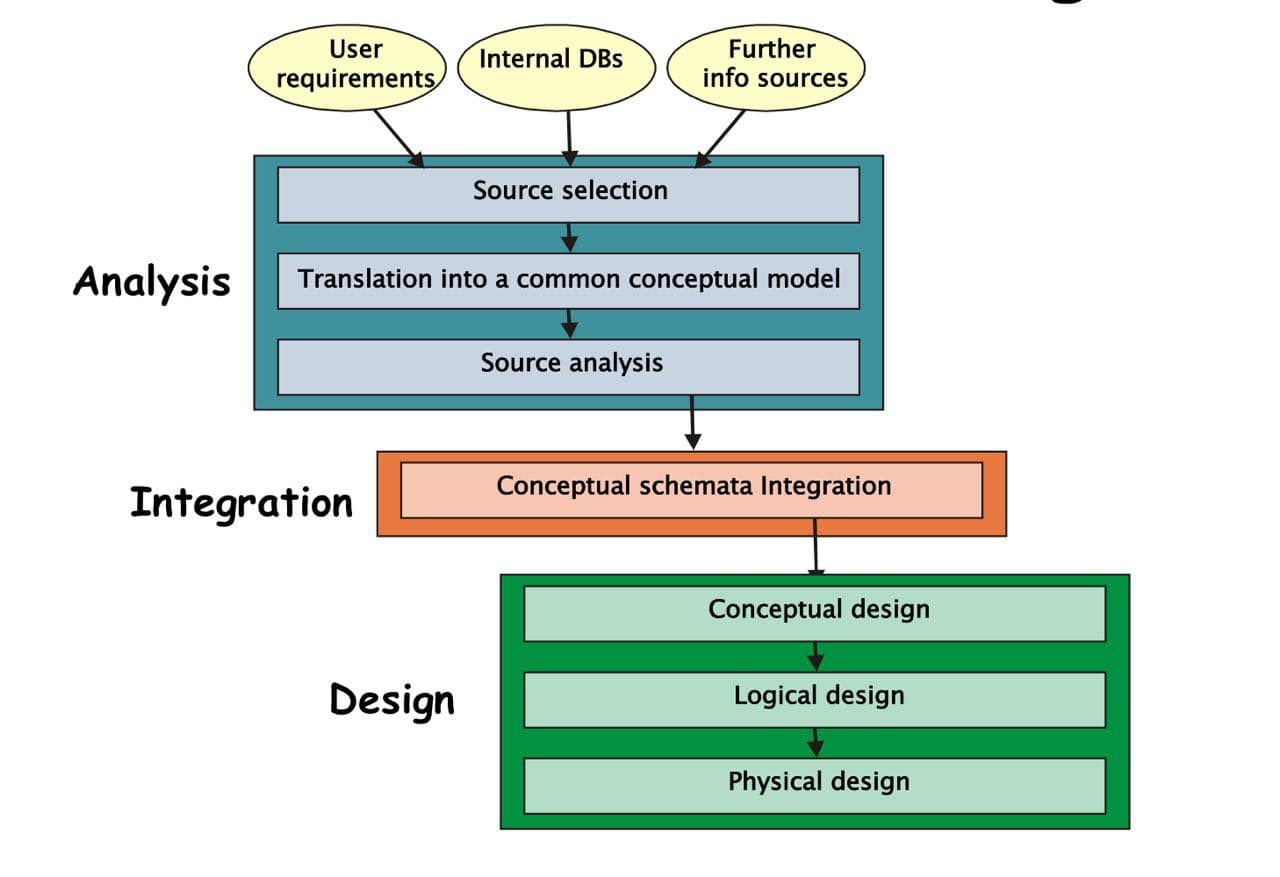 User
requirements
Internal DBs
Further
info sources
Source selection
Analysis
Translation into a common conceptual model
Source analysis
Integration
Conceptual schemata Integration
Conceptual design
Design
Logical design
Physical design